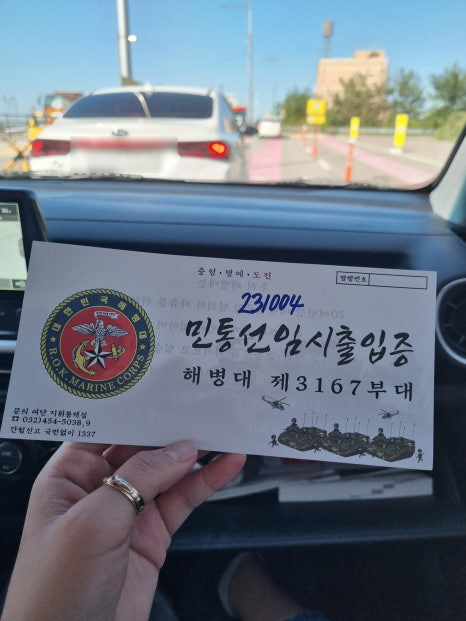 충성·명예·도전
발행번호
231004
민통선임시출입증
해병대 제3167부대
대한민국해병대
R.O.K. MARINE CORPS
문의 여단 지휘통제실
☎ 032)454-5038,9
간첩신고 국번없이 1337